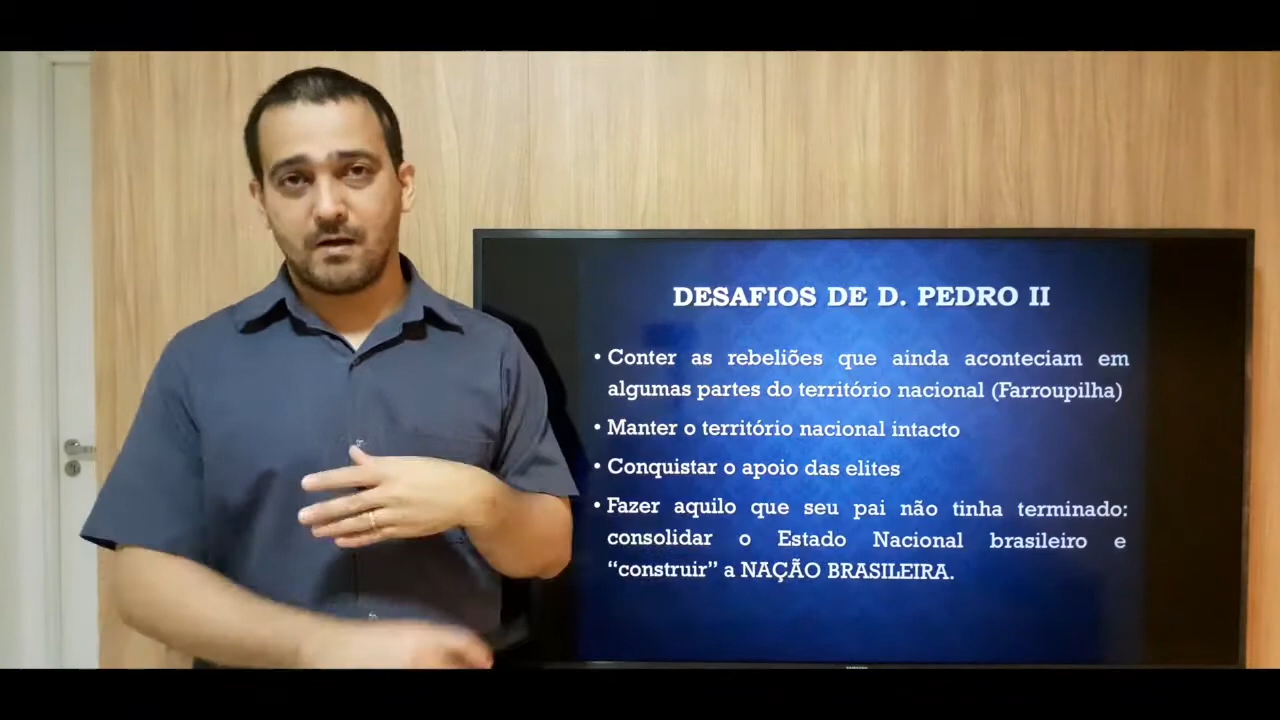 DESAFIOS DE D. PEDRO II
• Conter as rebeliões que ainda aconteciam em
algumas partes do território nacional (Farroupilha)
• Manter o território nacional intacto
• Conquistar o apoio das elites
• Fazer aquilo que seu pai não tinha terminado:
consolidar o Estado Nacional brasileiro e
“construir” a NAÇÃO BRASILEIRA.